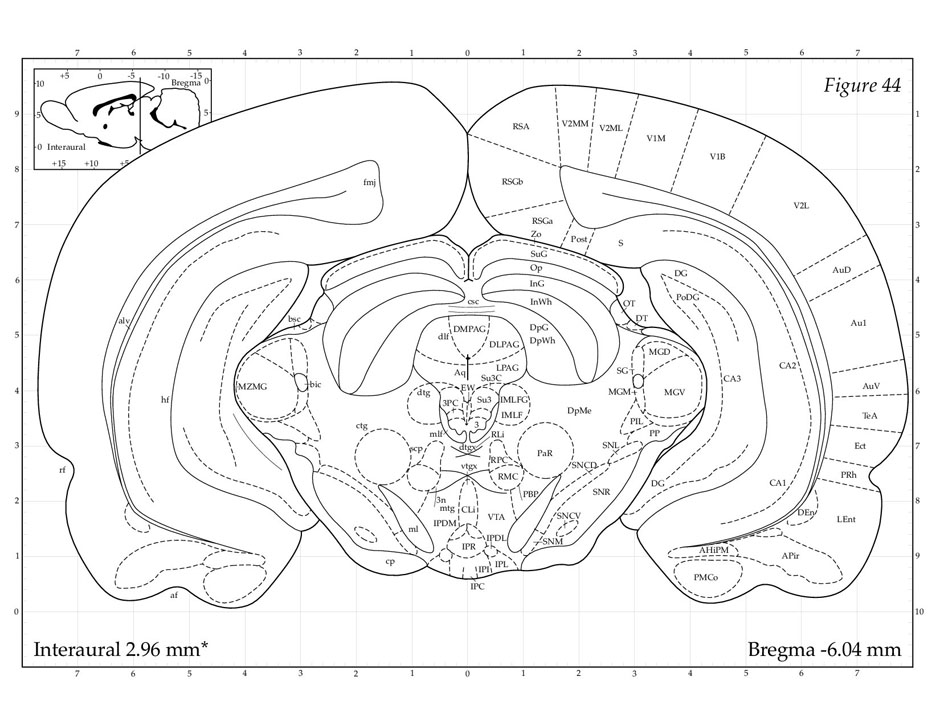 7 6 5 4 3 2 1 0 1 2 3 4 5 6 7
+5 0 -5 -10 -15
Bregma 0
10
5 5
0 Interaural
+15 +10 +5
Figure 44
9 1
8 2
7 3
6 4
5 5
4 6
3 7
2 8
1 9
0 10
RSA V2MM V2ML V1M V1B
V2L
fmj RSGb
RSGa
Zo Post S
SuG
Op DG AuD
InG PoDG
csc InWh OT
alv bsc DT Au1
DMPAG DpG
dlf DLPAG DpWh
MGD
LPAG CA2
Aq Su3C SG CA3
MZMG bic EW MGM MGV AuV
hf dtg 3PC Su3 IMLFG
IMLF DpMe TeA
ctg 3 PIL
mlf RLi PP
dtgx SNL Ect
pcp PaR
rf vtgx RPC SNCD PRh
RMC DG CA1
3n PBP SNR
mtg CLi
IPDM VTA SNCV DEn LEnt
ml
IPDL SNM
IPR AHiPM APir
cp IPI IPL
PMCo
IPC
af
Interaural 2.96 mm* Bregma -6.04 mm
7 6 5 4 3 2 1 0 1 2 3 4 5 6 7